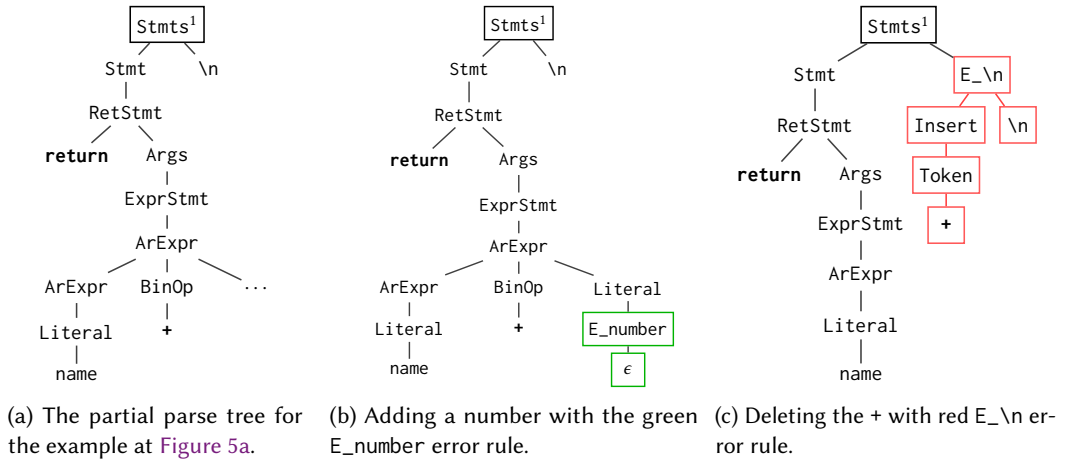 Stmts¹
Stmt \n
RetStmt
return Args
ExprStmt
ArExpr
ArExpr BinOp ...
Literal +
name
(a) The partial parse tree for
the example at Figure 5a.
Stmts¹
Stmt \n
RetStmt
return Args
ExprStmt
ArExpr
ArExpr BinOp Literal
Literal + E_number
name ϵ
(b) Adding a number with the green
E_number error rule.
Stmts¹
Stmt E_\n
RetStmt Insert \n
return Args Token
ExprStmt +
ArExpr
Literal
name
(c) Deleting the + with red E_\n er-
ror rule.